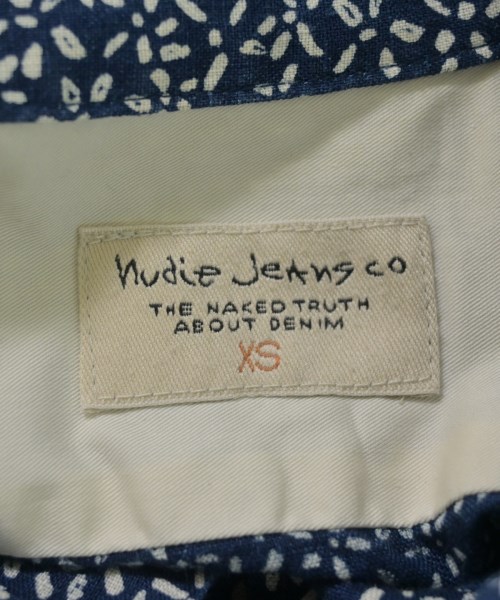 Nudie Jeans co
THE NAKED TRUTH
ABOUT DENIM
XS